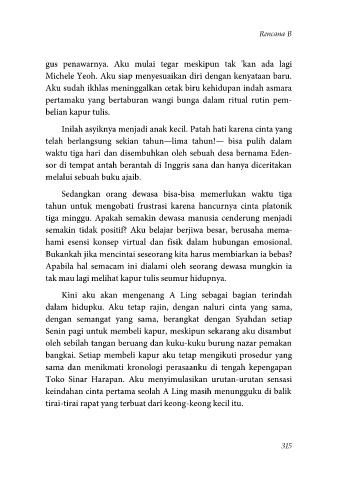 Rencana B
gus penawarnya. Aku mulai tegar meskipun tak 'kan ada lagi
Michele Yeoh. Aku siap menyesuaikan diri dengan kenyataan baru.
Aku sudah ikhlas meninggalkan cetak biru kehidupan indah asmara
pertamaku yang bertaburan wangi bunga dalam ritual rutin pem-
belian kapur tulis.
Inilah asyiknya menjadi anak kecil. Patah hati karena cinta yang
telah berlangsung sekian tahun—lima tahun!— bisa pulih dalam
waktu tiga hari dan disembuhkan oleh sebuah desa bernama Eden-
sor di tempat antah berantah di Inggris sana dan hanya diceritakan
melalui sebuah buku ajaib.
Sedangkan orang dewasa bisa-bisa memerlukan waktu tiga
tahun untuk mengobati frustrasi karena hancurnya cinta platonik
tiga minggu. Apakah semakin dewasa manusia cenderung menjadi
semakin tidak positif? Aku belajar berjiwa besar, berusaha mema-
hami esensi konsep virtual dan fisik dalam hubungan emosional.
Bukankah jika mencintai seseorang kita harus membiarkan ia bebas?
Apabila hal semacam ini dialami oleh seorang dewasa mungkin ia
tak mau lagi melihat kapur tulis seumur hidupnya.
Kini aku akan mengenang A Ling sebagai bagian terindah
dalam hidupku. Aku tetap rajin, dengan naluri cinta yang sama,
dengan semangat yang sama, berangkat dengan Syahdan setiap
Senin pagi untuk membeli kapur, meskipun sekarang aku disambut
oleh sebilah tangan beruang dan kuku-kuku burung nazar pemakan
bangkai. Setiap membeli kapur aku tetap mengikuti prosedur yang
sama dan menikmati kronologi perasaanku di tengah kepengapan
Toko Sinar Harapan. Aku menyimulasikan urutan-urutan sensasi
keindahan cinta pertama seolah A Ling masih menungguku di balik
tirai-tirai rapat yang terbuat dari keong-keong kecil itu.
315